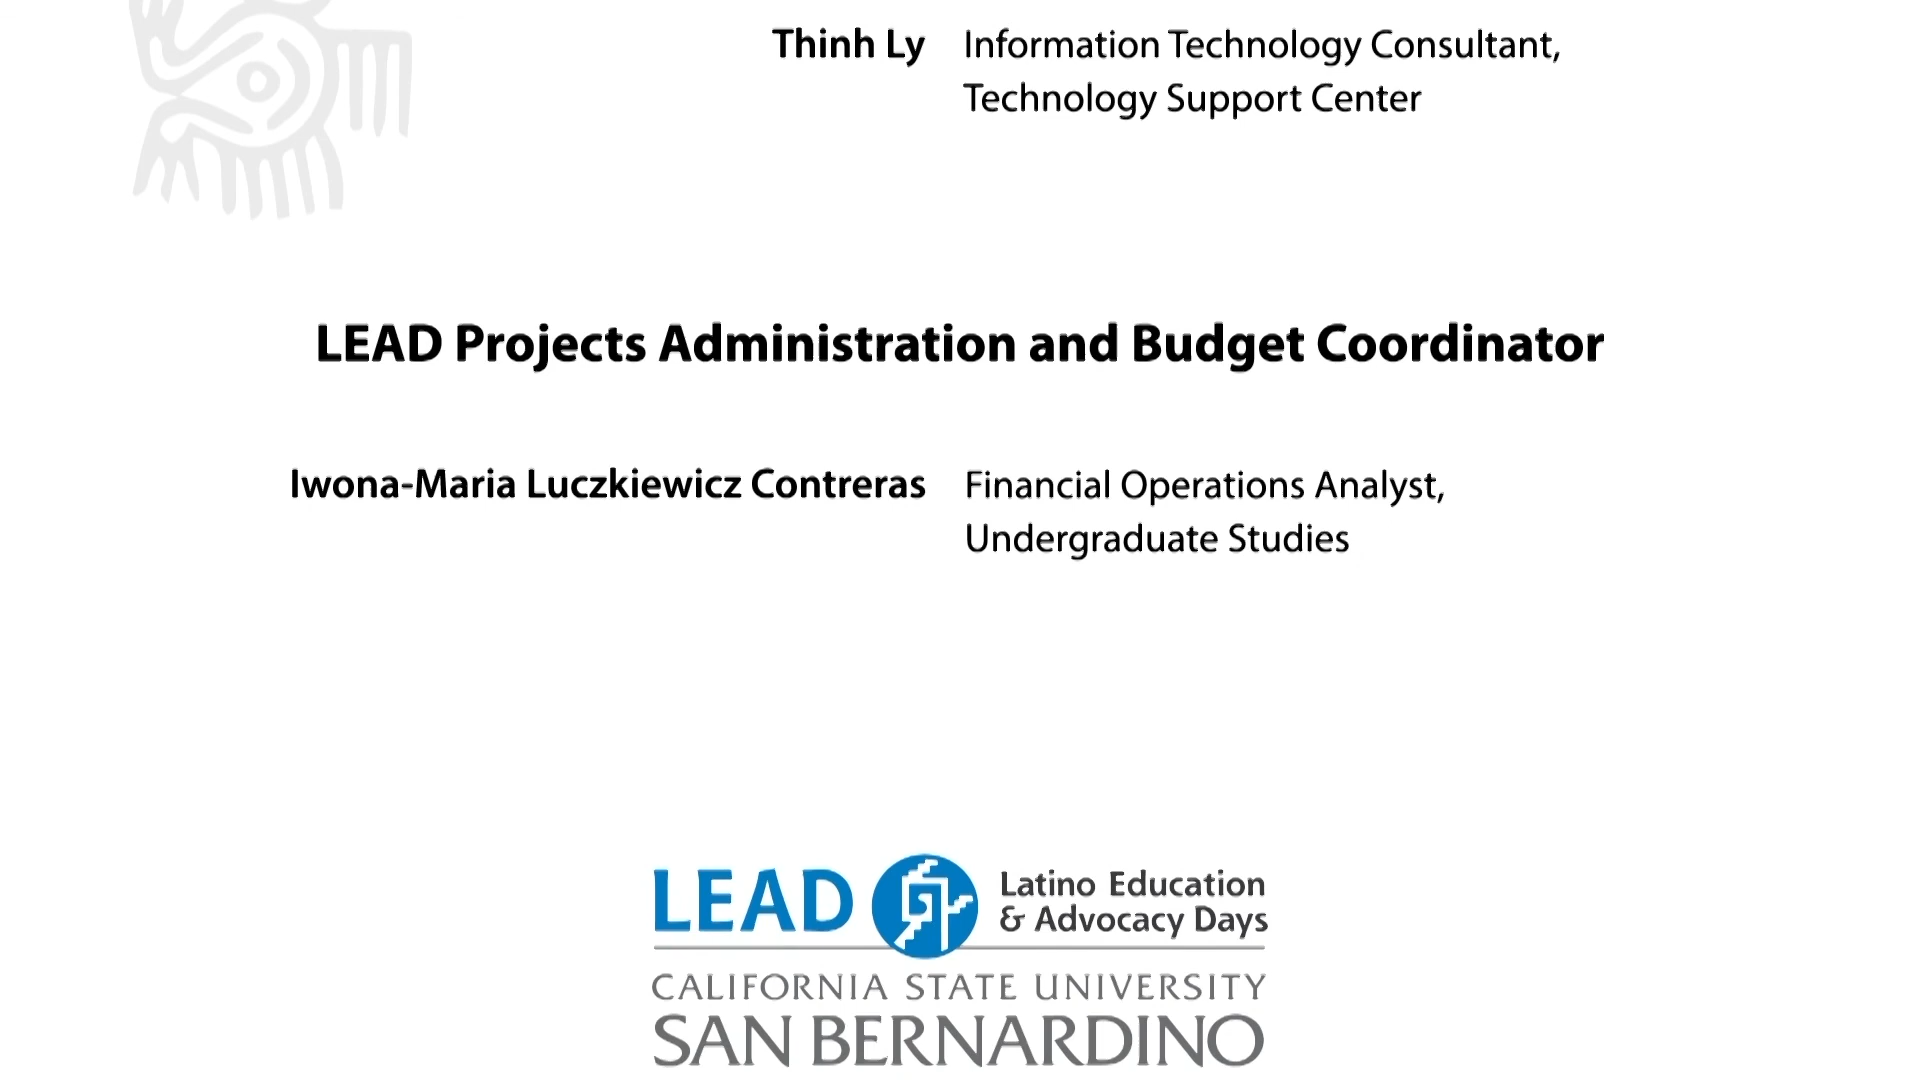 Thinh Ly Information Technology Consultant,
Technology Support Center
LEAD Projects Administration and Budget Coordinator
Iwona-Maria Luczkiewicz Contreras Financial Operations Analyst,
Undergraduate Studies
LEAD Latino Education
& Advocacy Days
CALIFORNIA STATE UNIVERSITY
SAN BERNARDINO